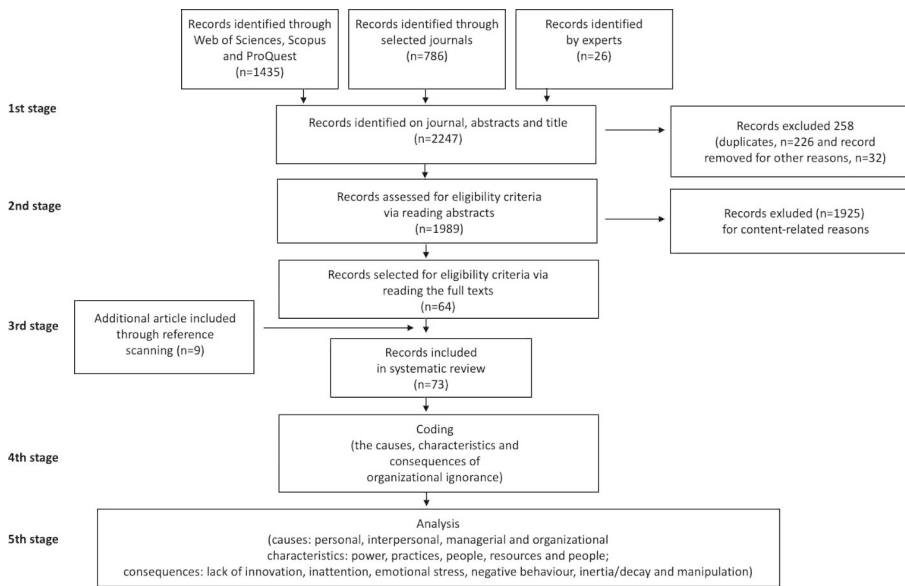 Records identified through
Web of Sciences, Scopus
and ProQuest
(n=1435)
Records identified through
selected journals
(n=786)
Records identified
by experts
(n=26)
1st stage
Records identified on journal, abstracts and title
(n=2247)
Records excluded 258
(duplicates, n=226 and record
removed for other reasons, n=32)
2nd stage
Records assessed for eligibility criteria
via reading abstracts
(n=1989)
Records exluded (n=1925)
for content-related reasons
Records selected for eligibility criteria via
reading the full texts
(n=64)
3rd stage
Additional article included
through reference
scanning (n=9)
Records included
in systematic review
(n=73)
4th stage
Coding
(the causes, characteristics and
consequences of
organizational ignorance)
5th stage
Analysis
(causes: personal, interpersonal, managerial and organizational
characteristics: power, practices, people, resources and people;
consequences: lack of innovation, inattention, emotional stress, negative behaviour, inertia/decay and manipulation)